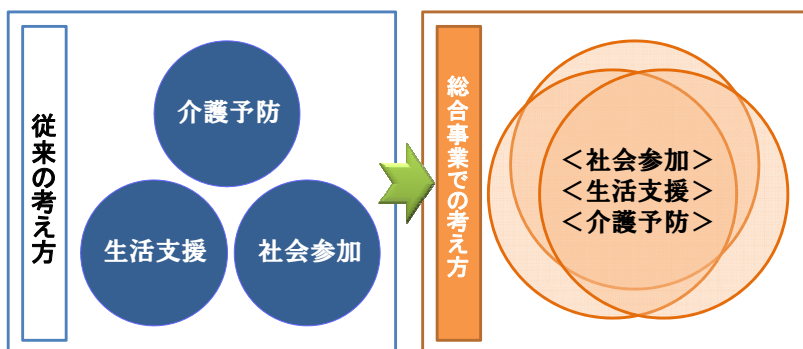 従来の考え方
介護予防
生活支援
社会参加
総合事業での考え方
＜社会参加＞
＜生活支援＞
＜介護予防＞